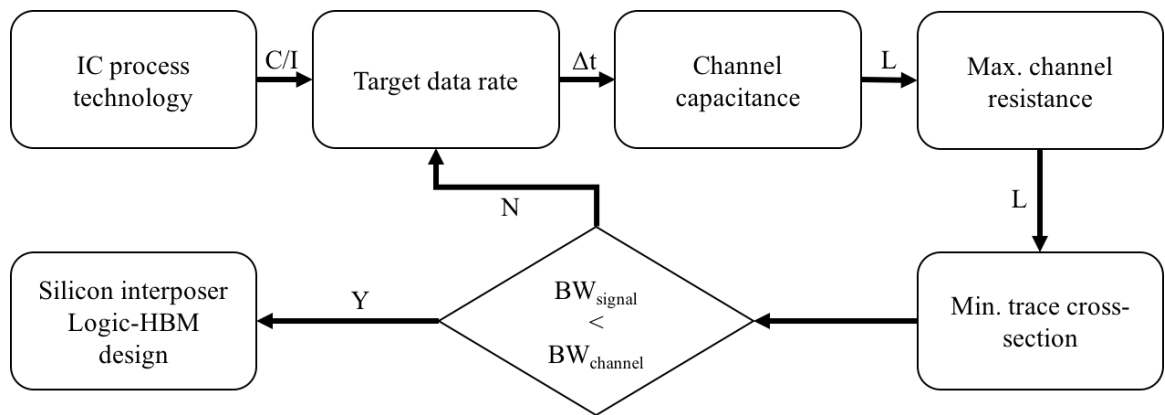 IC process
technology
C/I
Target data rate
Δt
Channel
capacitance
L
Max. channel
resistance
L
N
Silicon interposer
Logic-HBM
design
Y
BWsignal
<
BWchannel
Min. trace cross-
section